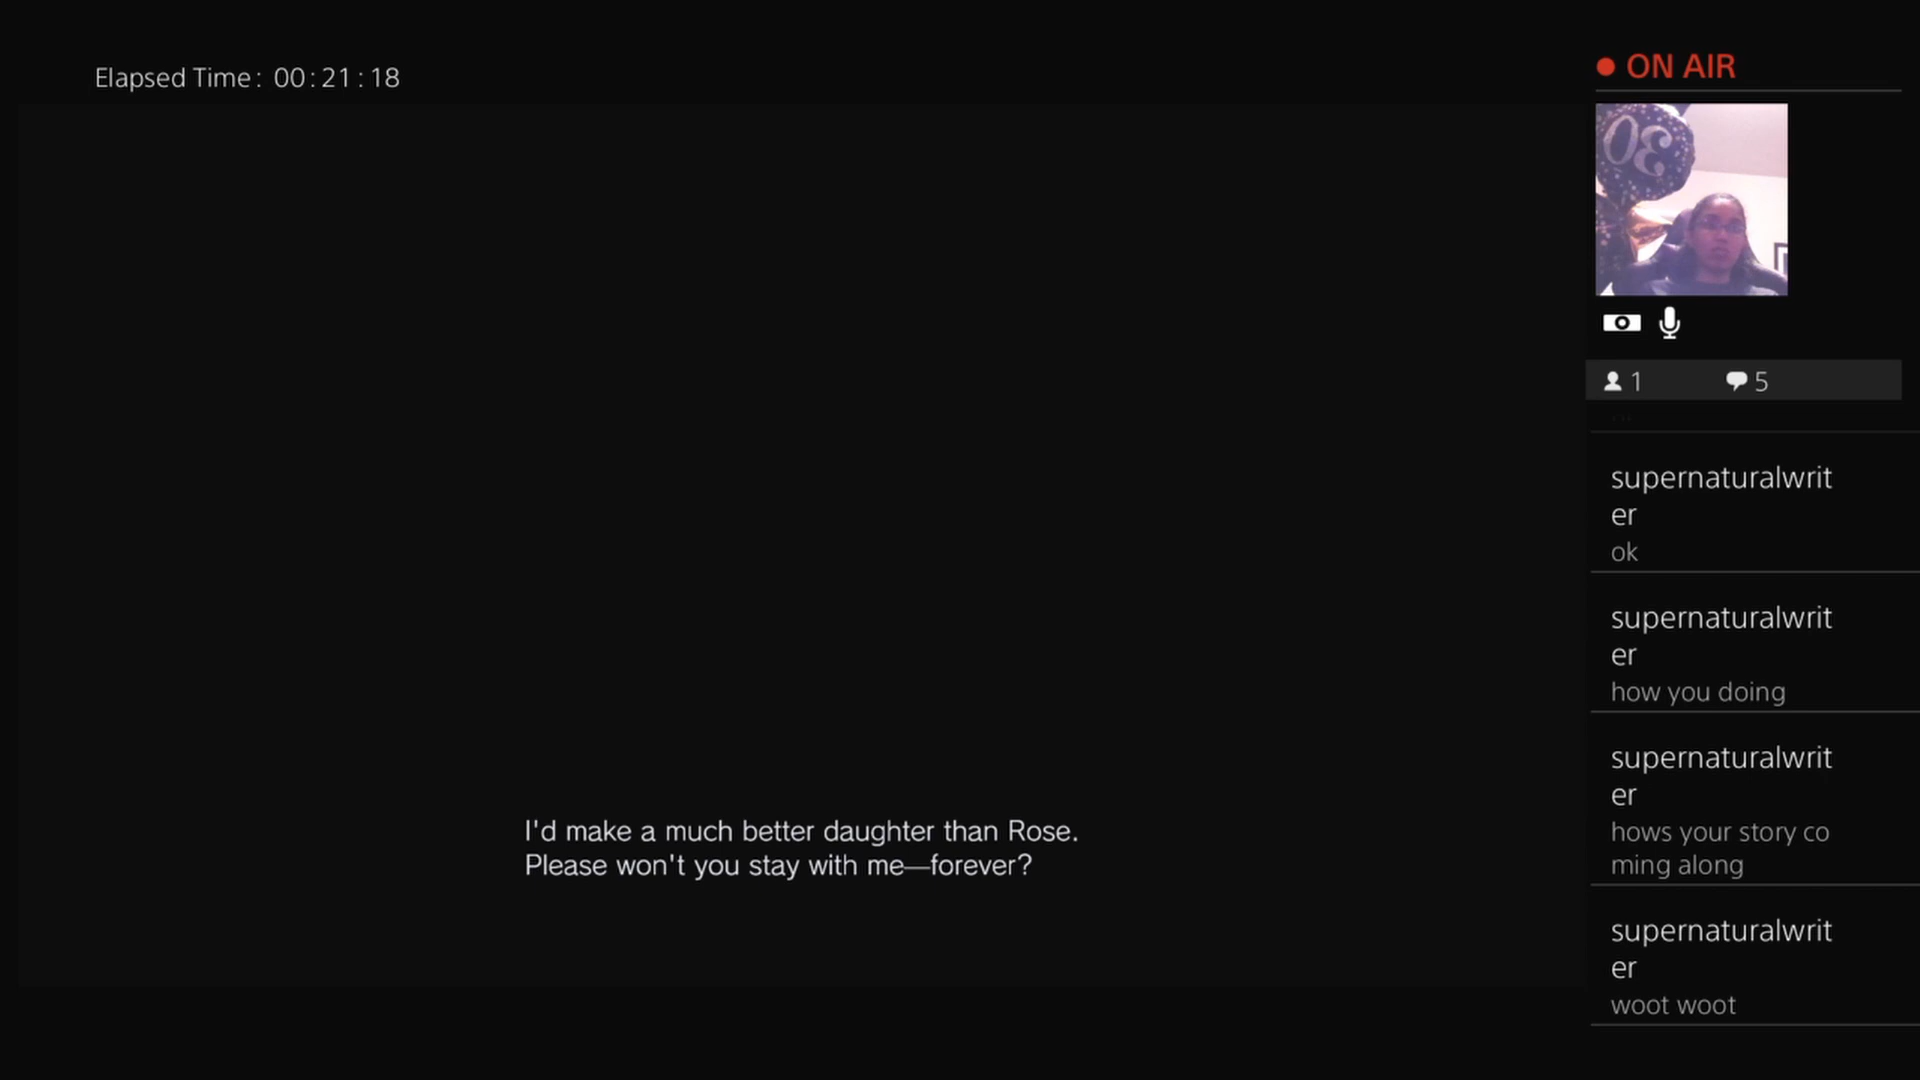 Elapsed Time: 00:21:18
ON AIR
30
1
5
supernaturalwrit
er
ok
supernaturalwrit
er
how you doing
supernaturalwrit
er
hows your story co
ming along
supernaturalwrit
er
woot woot
I'd make a much better daughter than Rose.
Please won't you stay with me—forever?